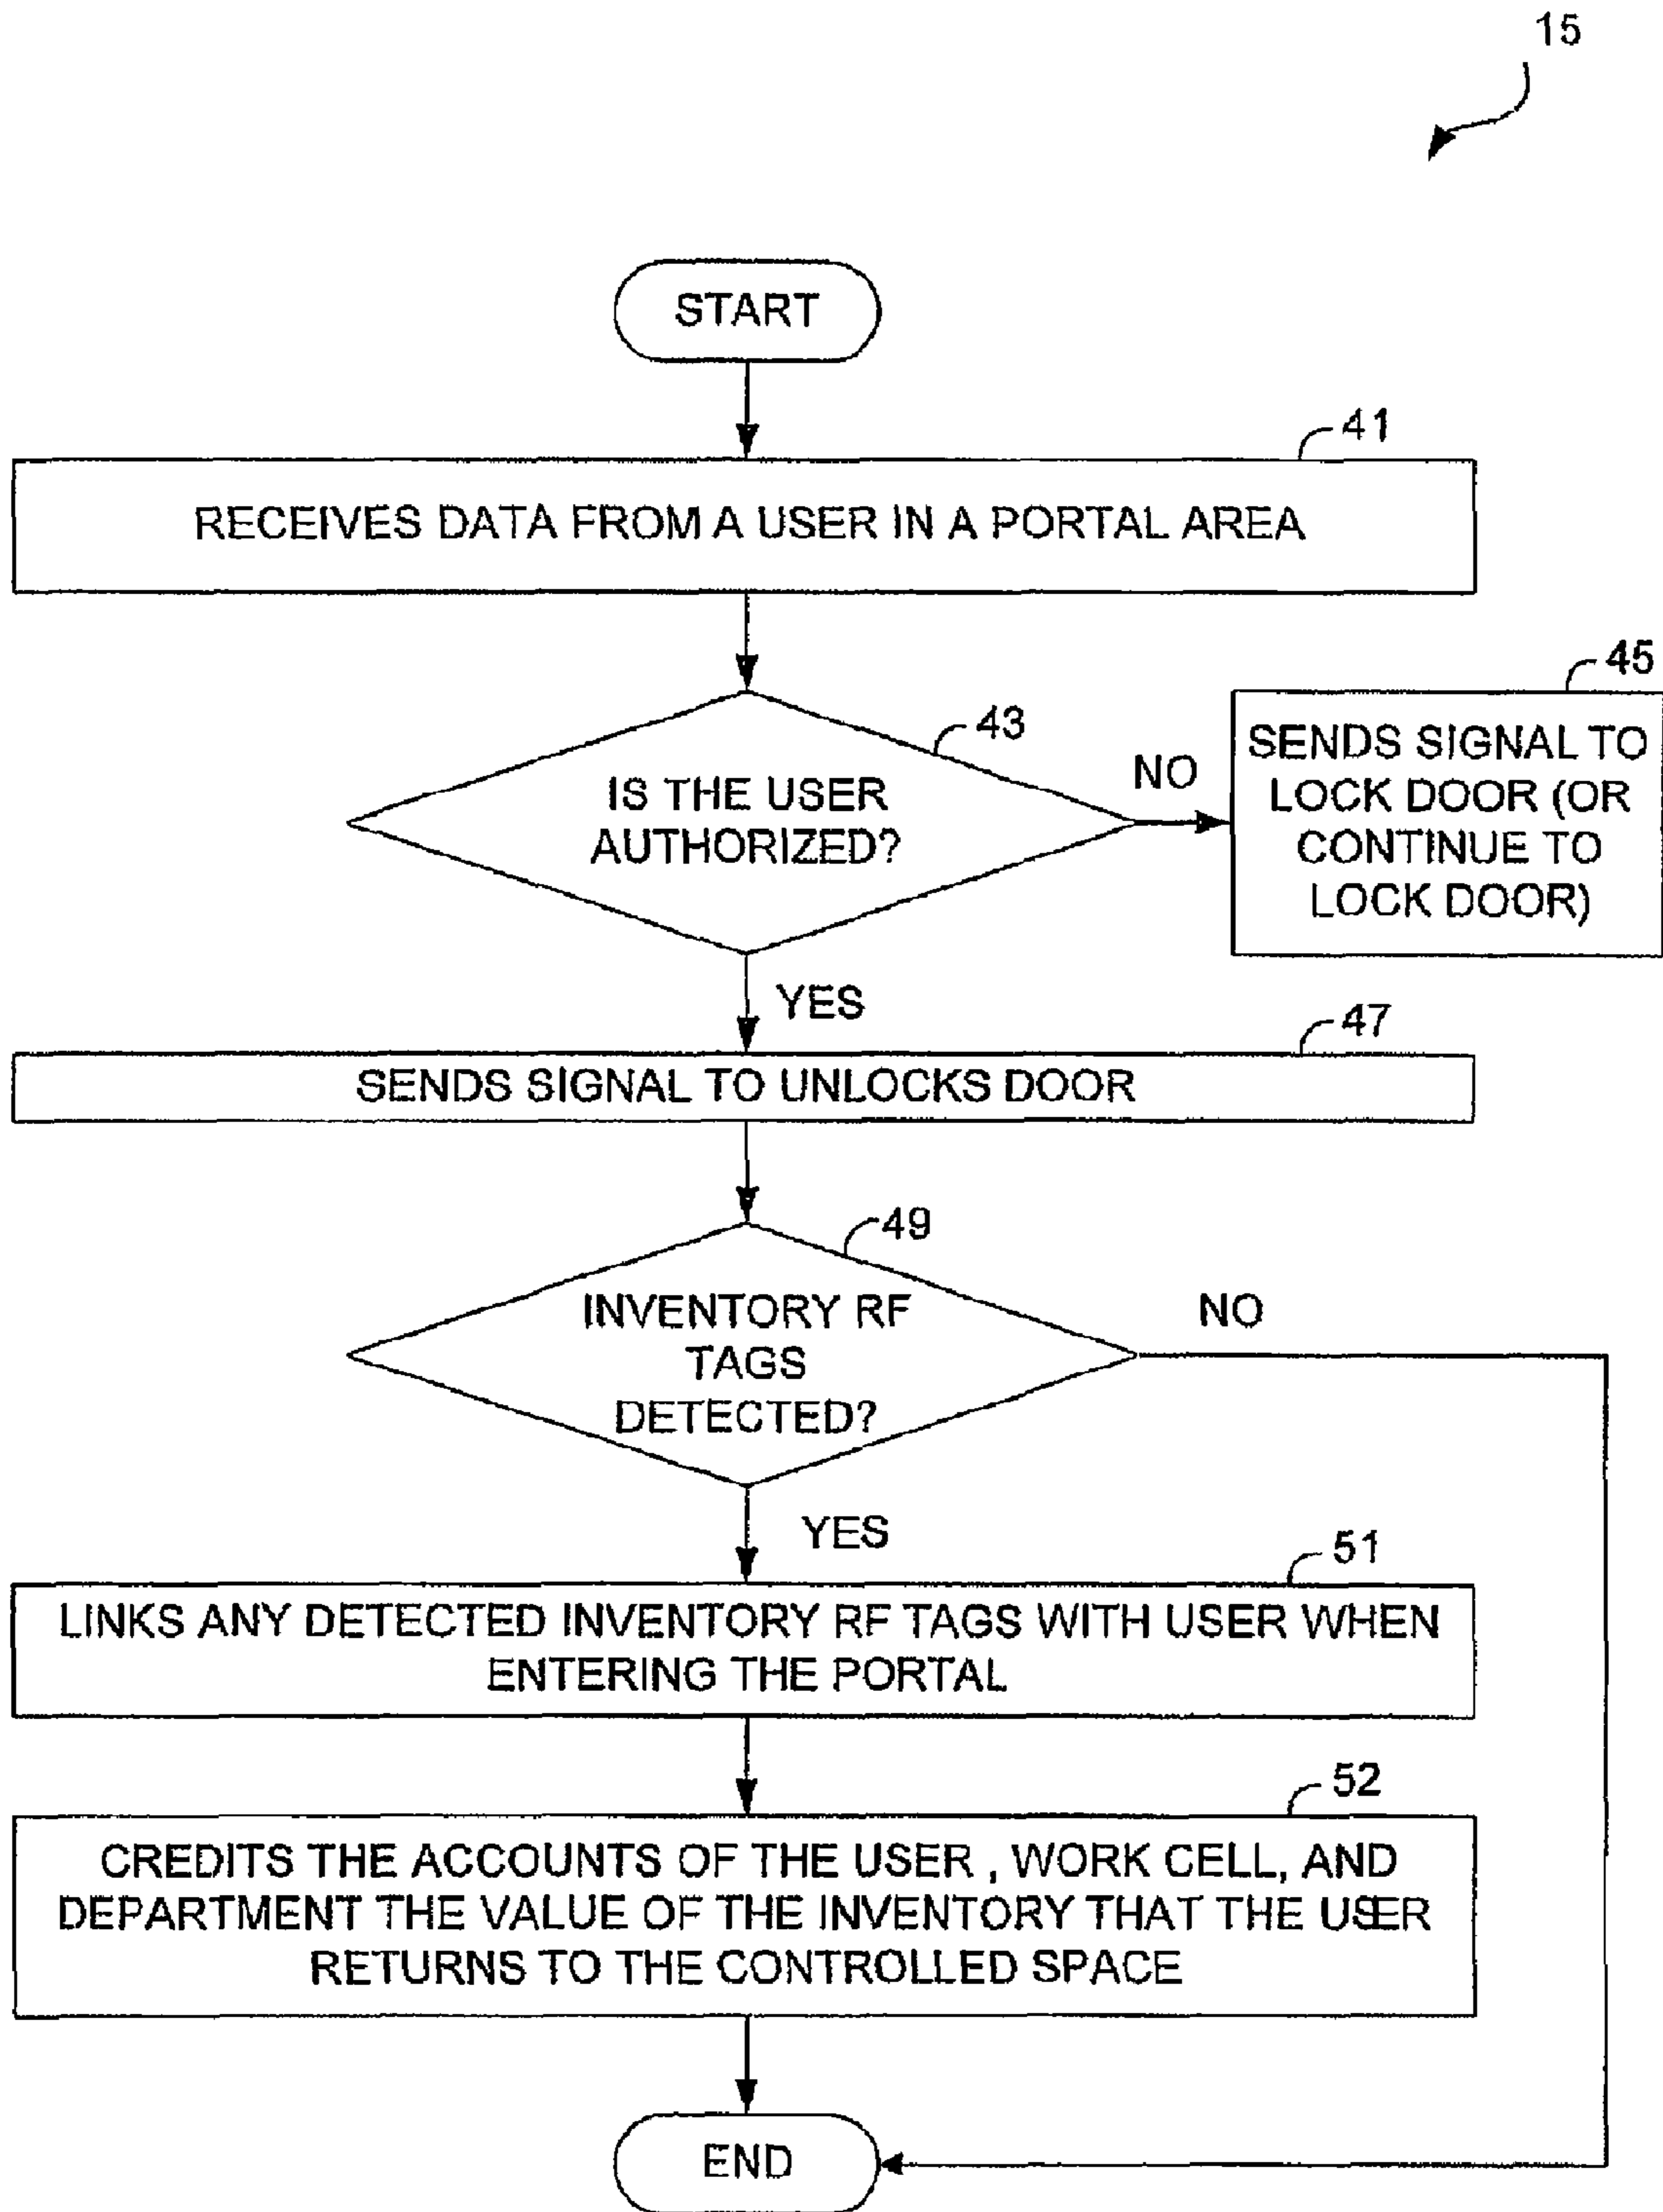 15
START
41
RECEIVES DATA FROM A USER IN A PORTAL AREA
43
IS THE USER
AUTHORIZED?
NO
45
SENDS SIGNAL TO
LOCK DOOR (OR
CONTINUE TO
LOCK DOOR)
YES
47
SENDS SIGNAL TO UNLOCKS DOOR
49
INVENTORY RF
TAGS
DETECTED?
NO
YES
51
LINKS ANY DETECTED INVENTORY RF TAGS WITH USER WHEN
ENTERING THE PORTAL
52
CREDITS THE ACCOUNTS OF THE USER , WORK CELL, AND
DEPARTMENT THE VALUE OF THE INVENTORY THAT THE USER
RETURNS TO THE CONTROLLED SPACE
END